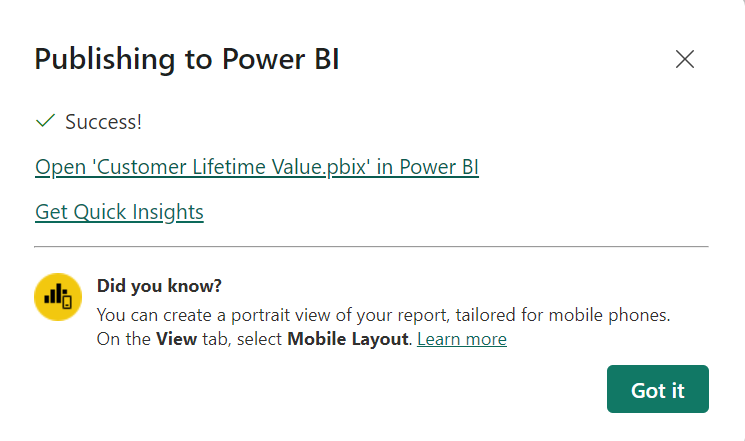 Publishing to Power BI
Success!
Open 'Customer Lifetime Value.pbix' in Power BI
Get Quick Insights
Did you know?
You can create a portrait view of your report, tailored for mobile phones.
On the View tab, select Mobile Layout. Learn more
Got it